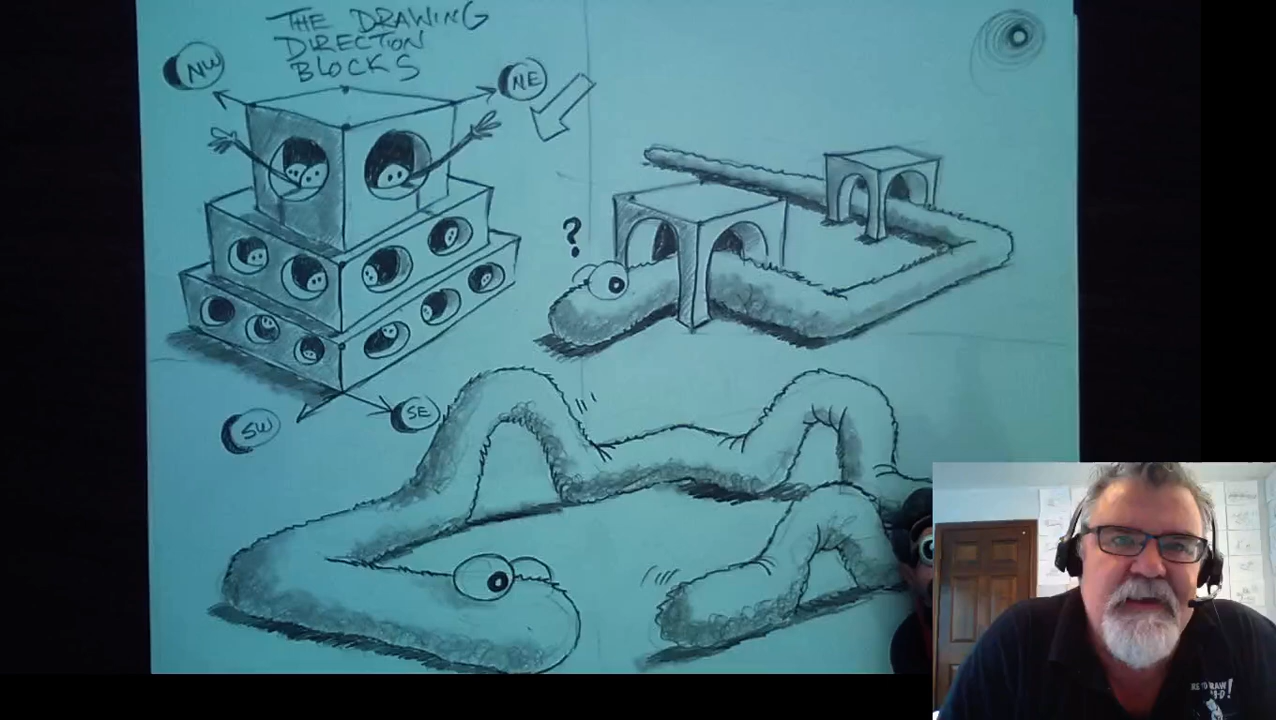 THE DRAWING
DIRECTION
BLOCKS
NW
NE
?
SW
SE